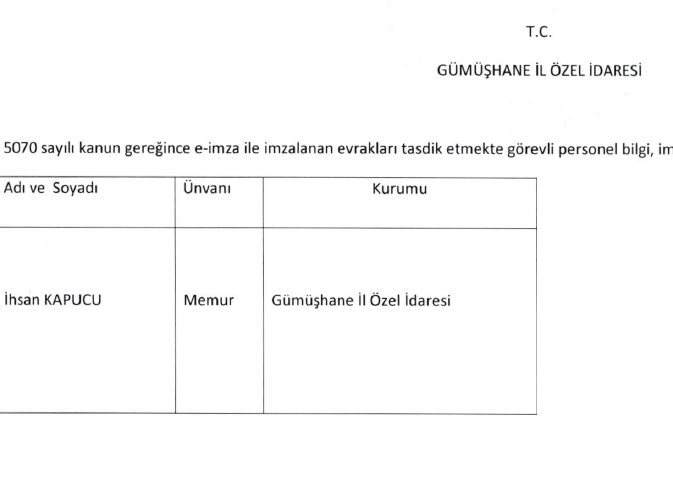 T.C.
GÜMÜŞHANE İL ÖZEL İDARESİ
5070 sayılı kanun gereğince e-imza ile imzalanan evrakları tasdik etmekte görevli personel bilgi,
Adı ve Soyadı Ünvanı Kurumu
İhsan KAPUCU Memur Gümüşhane İl Özel İdaresi